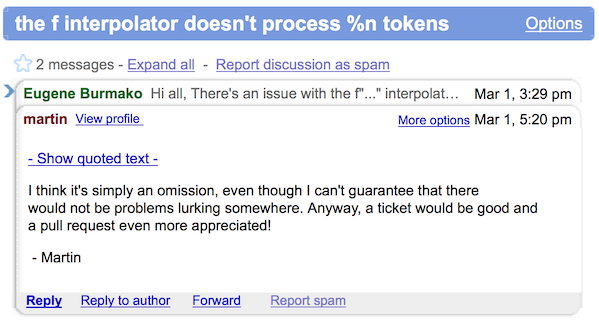 the f interpolator doesn't process %n tokens Options
2 messages - Expand all - Report discussion as spam
Eugene Burmako Hi all, There's an issue with the f"..." interpolat… Mar 1, 3:29 pm
martin View profile More options Mar 1, 5:20 pm
- Show quoted text -
I think it's simply an omission, even though I can't guarantee that there
would not be problems lurking somewhere. Anyway, a ticket would be good and
a pull request even more appreciated!
- Martin
Reply Reply to author Forward Report spam